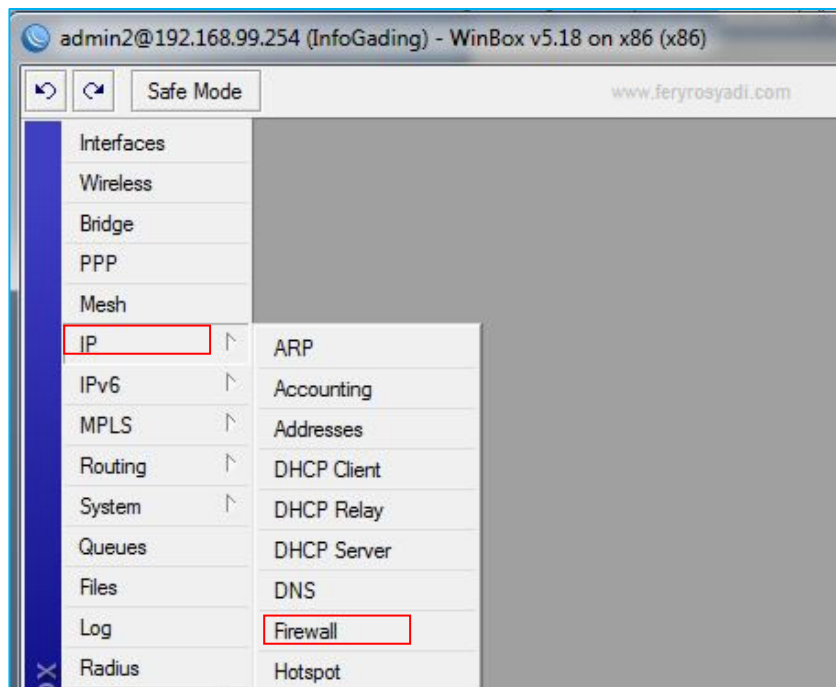 admin2@192.168.99.254 (InfoGading) - WinBox v5.18 on x86 (x86)
Safe Mode
www.feryrosyadi.com
Interfaces
Wireless
Bridge
PPP
Mesh
IP
IPv6
MPLS
Routing
System
Queues
Files
Log
Radius
ARP
Accounting
Addresses
DHCP Client
DHCP Relay
DHCP Server
DNS
Firewall
Hotspot